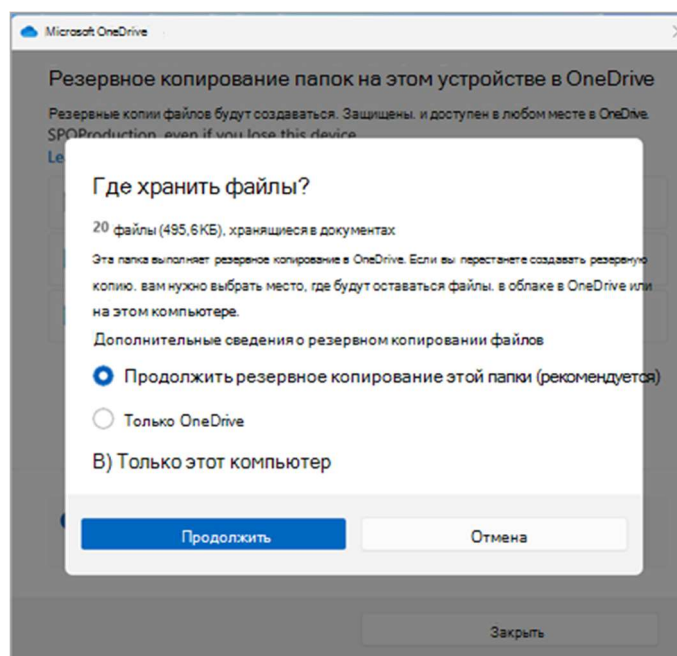 Microsoft OneDrive
Резервное копирование папок на этом устройстве в OneDrive
Резервные копии файлов будут создаваться. Защищены. и доступен в любом месте в OneDrive.
SPOProduction, even if you lose this device.
Le
Где хранить файлы?
20 файлы (495,6КБ), хранящиеся в документах
Эта папка выполняет резервное копирование в OneDrive. Если вы перестанете создавать резервную
копию. вам нужно выбрать место, где будут оставаться файлы. в облаке в OneDrive или
на этом компьютере.
Дополнительные сведения о резервном копировании файлов
Продолжить резервное копирование этой папки (рекомендуется)
Только OneDrive
В) Только этот компьютер
Продолжить
Отмена
Закрыть